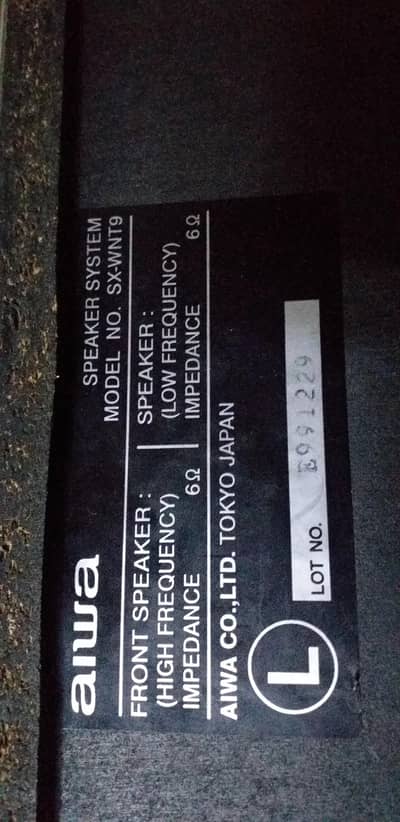 aiwa
SPEAKER SYSTEM
MODEL NO. SX-WNT9
FRONT SPEAKER :
(HIGH FREQUENCY)
IMPEDANCE 6Ω
SPEAKER :
(LOW FREQUENCY)
IMPEDANCE 6Ω
AIWA CO.,LTD. TOKYO JAPAN
L
LOT NO.